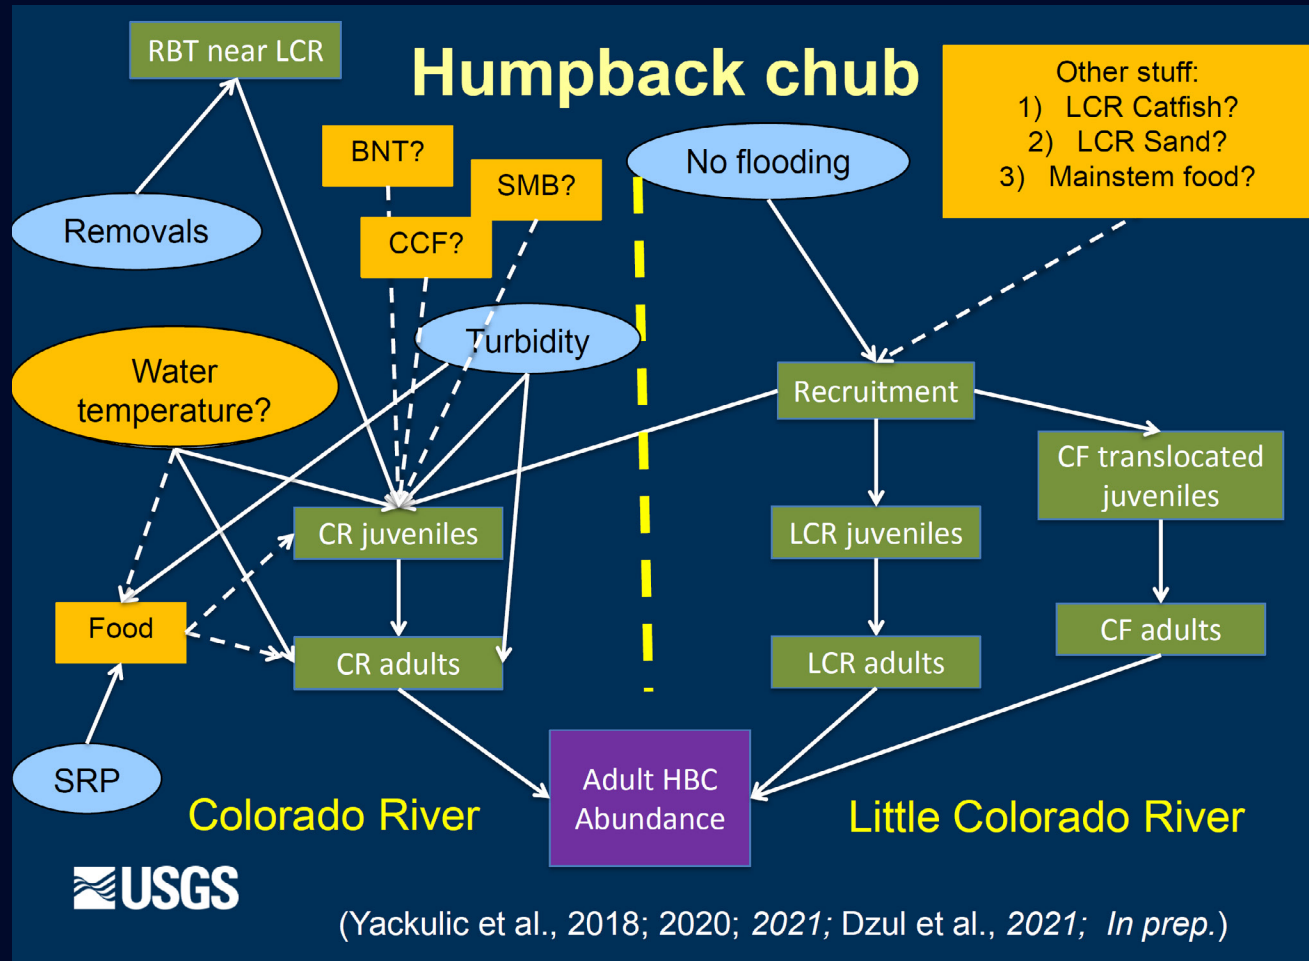 RBT near LCR
Humpback chub
Other stuff:
1) LCR Catfish?
2) LCR Sand?
3) Mainstem food?
BNT?
SMB?
No flooding
Removals
CCF?
Turbidity
Water
temperature?
Recruitment
CF translocated
juveniles
CR juveniles
LCR juveniles
Food
CR adults
LCR adults
CF adults
SRP
Adult HBC
Abundance
Colorado River
Little Colorado River
USGS
(Yackulic et al., 2018; 2020; 2021; Dzul et al., 2021; In prep.)